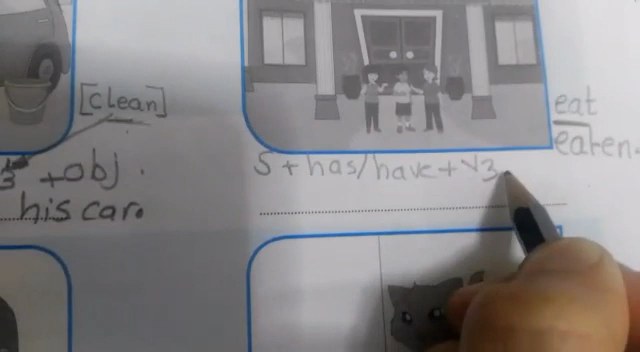 [clean]
3 + obj.
his car.
eat
eaten.
S + has/have + V3